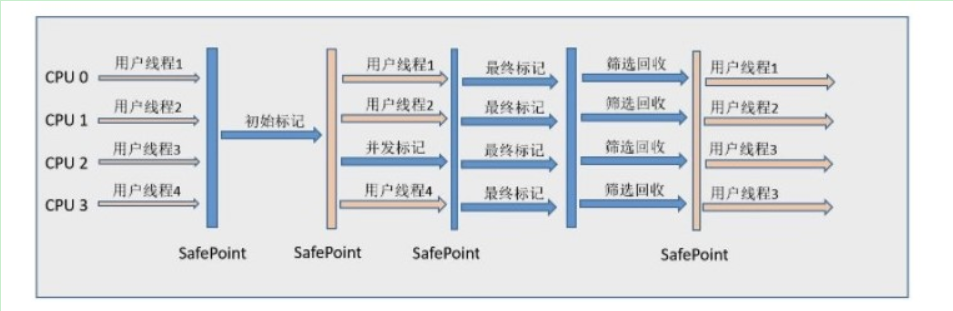 CPU 0 用户线程1 用户线程1 最终标记 筛选回收 用户线程1
CPU 1 用户线程2 初始标记 用户线程2 最终标记 筛选回收 用户线程2
CPU 2 用户线程3 并发标记 最终标记 筛选回收 用户线程3
CPU 3 用户线程4 用户线程4 最终标记 筛选回收 用户线程3
SafePoint SafePoint SafePoint SafePoint